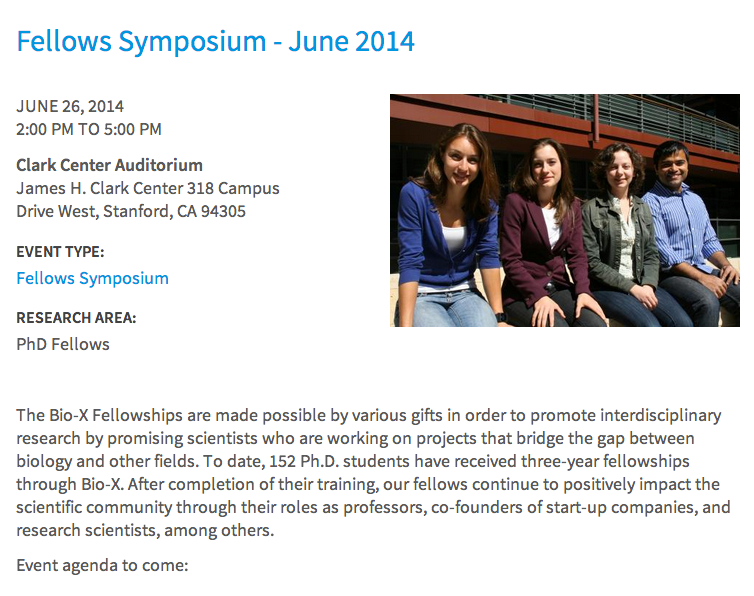 Fellows Symposium - June 2014
JUNE 26, 2014
2:00 PM TO 5:00 PM
Clark Center Auditorium
James H. Clark Center 318 Campus
Drive West, Stanford, CA 94305
EVENT TYPE:
Fellows Symposium
RESEARCH AREA:
PhD Fellows
The Bio-X Fellowships are made possible by various gifts in order to promote interdisciplinary
research by promising scientists who are working on projects that bridge the gap between
biology and other fields. To date, 152 Ph.D. students have received three-year fellowships
through Bio-X. After completion of their training, our fellows continue to positively impact the
scientific community through their roles as professors, co-founders of start-up companies, and
research scientists, among others.
Event agenda to come: